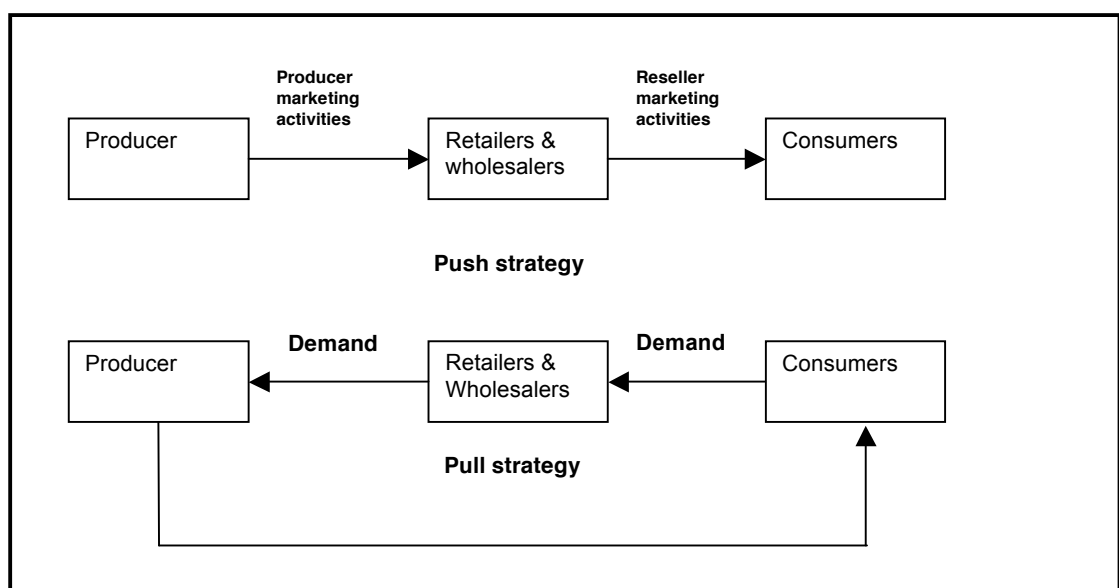 Producer
marketing
activities
Reseller
marketing
activities
Producer
Retailers &
wholesalers
Consumers
Push strategy
Demand
Demand
Producer
Retailers &
Wholesalers
Consumers
Pull strategy